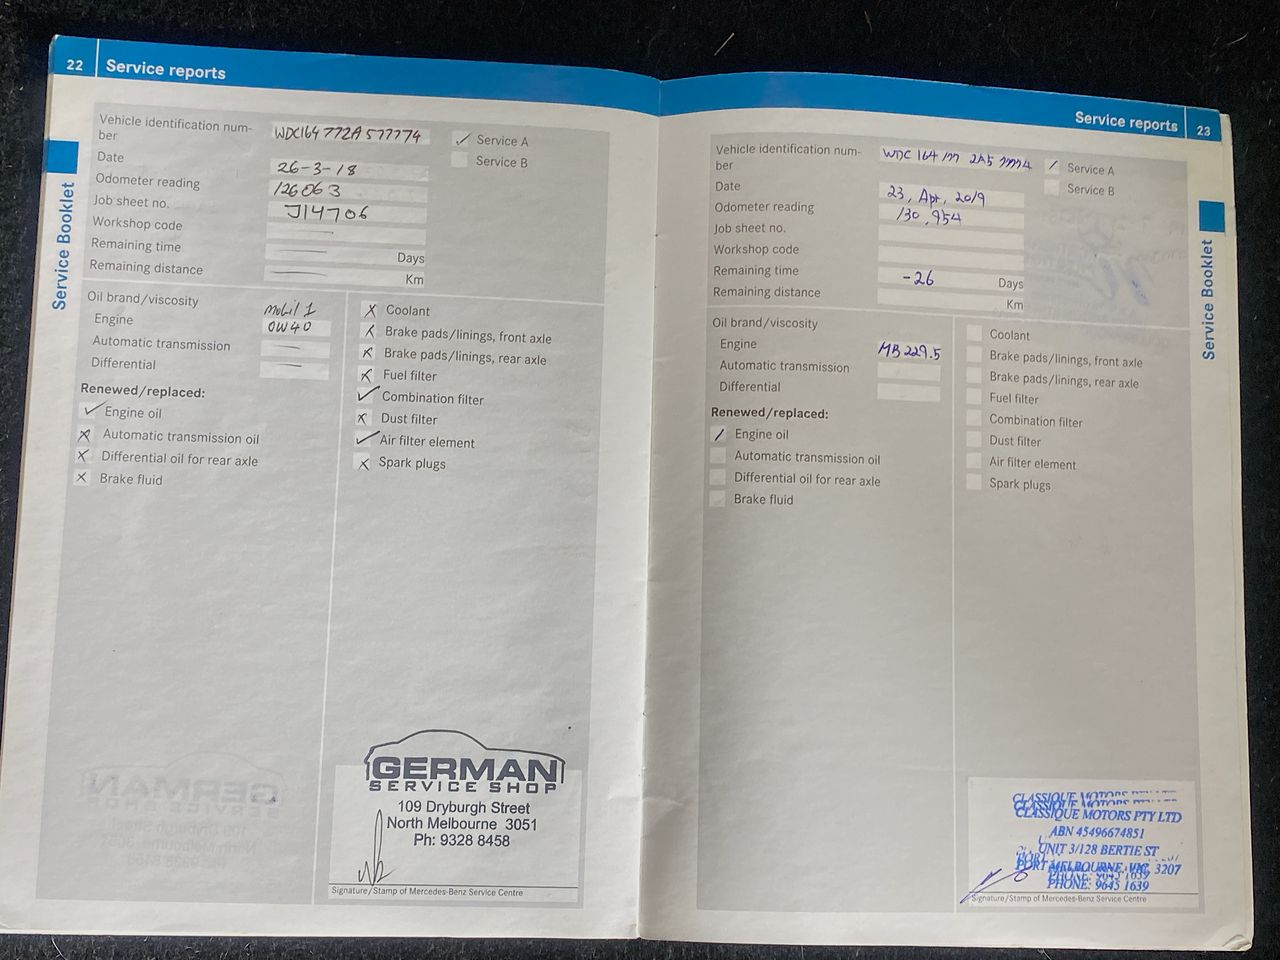 22 Service reports
Service Booklet
Vehicle identification num-
ber
WDC164772A577774
Service A
Service B
Date 26-3-18
Odometer reading 126063
Job sheet no. J14706
Workshop code
Remaining time Days
Remaining distance Km
Oil brand/viscosity Mobil 1
Engine 0W40
Automatic transmission
Differential
Renewed/replaced:
Engine oil
Automatic transmission oil
Differential oil for rear axle
Brake fluid
Coolant
Brake pads/linings, front axle
Brake pads/linings, rear axle
Fuel filter
Combination filter
Dust filter
Air filter element
Spark plugs
GERMAN
SERVICE SHOP
109 Dryburgh Street
North Melbourne 3051
Ph: 9328 8458
Signature/Stamp of Mercedes-Benz Service Centre
Service reports 23
Service Booklet
Vehicle identification num-
ber
Service A
Service B
Date 23, Apr, 2019
Odometer reading 130,954
Job sheet no.
Workshop code
Remaining time -26 Days
Remaining distance Km
Oil brand/viscosity
Engine MB 229.5
Automatic transmission
Differential
Renewed/replaced:
Engine oil
Automatic transmission oil
Differential oil for rear axle
Brake fluid
Coolant
Brake pads/linings, front axle
Brake pads/linings, rear axle
Fuel filter
Combination filter
Dust filter
Air filter element
Spark plugs
CLASSIQUE MOTORS PTY LTD
ABN 45496674851
UNIT 3/128 BERTIE ST
PORT MELBOURNE, VIC, 3207
PHONE: 9645 1639
Signature/Stamp of Mercedes-Benz Service Centre